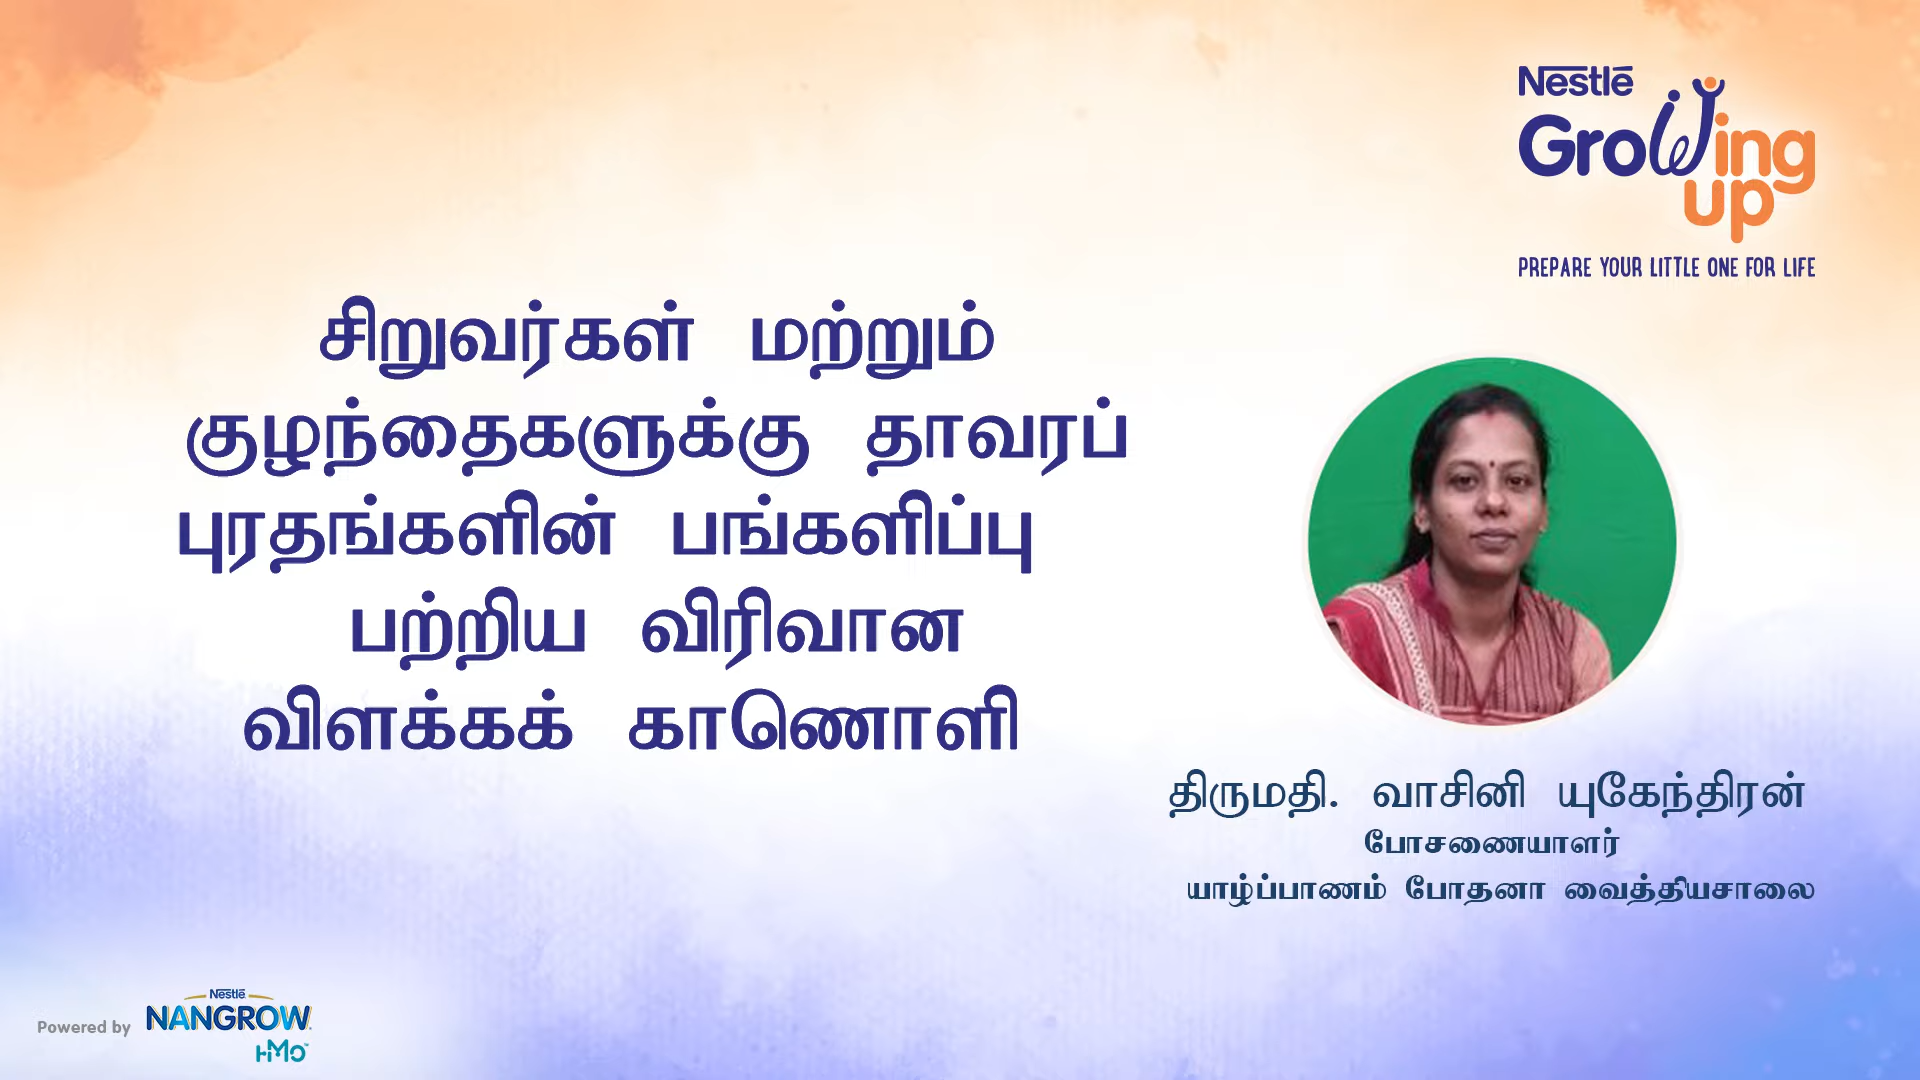 Nestlé
Growing
up
PREPARE YOUR LITTLE ONE FOR LIFE
சிறுவர்கள் மற்றும்
குழந்தைகளுக்கு தாவரப்
புரதங்களின் பங்களிப்பு
பற்றிய விரிவான
விளக்கக் காணொளி
திருமதி. வாசினி யுகேந்திரன்
போசணையாளர்
யாழ்ப்பாணம் போதனா வைத்தியசாலை
Powered by
Nestlé
NANGROW
HMO™